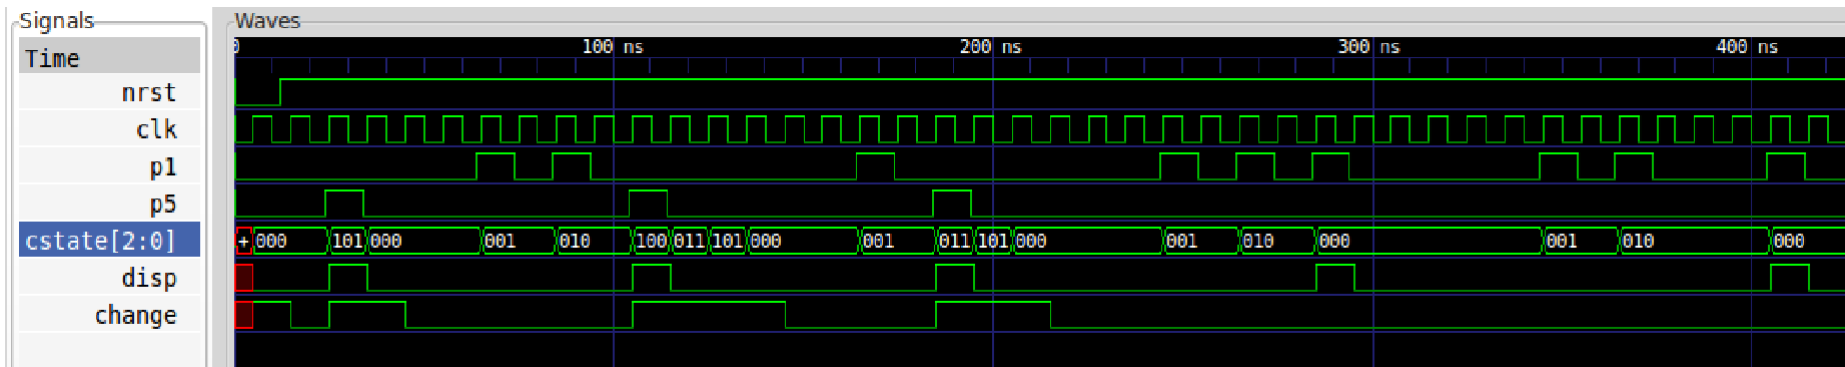 Signals
Waves
Time
0 100 ns 200 ns 300 ns 400 ns
nrst
clk
p1
p5
cstate[2:0] + 000 101 000 001 010 100 011 101 000 001 011 101 000 001 010 000 001 010 000
disp
change